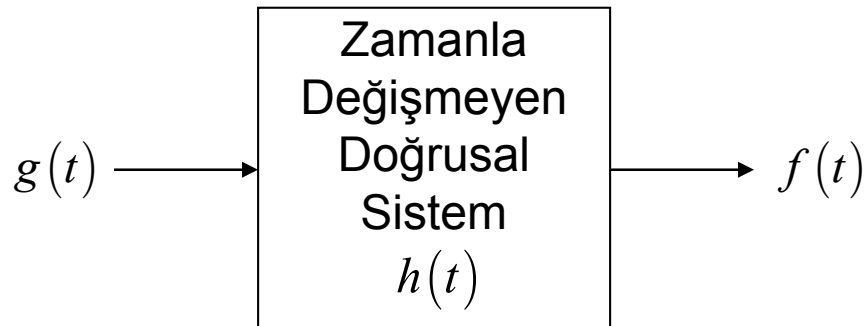 Zamanla
Değişmeyen
Doğrusal
Sistem
g(t)
h(t)
f(t)